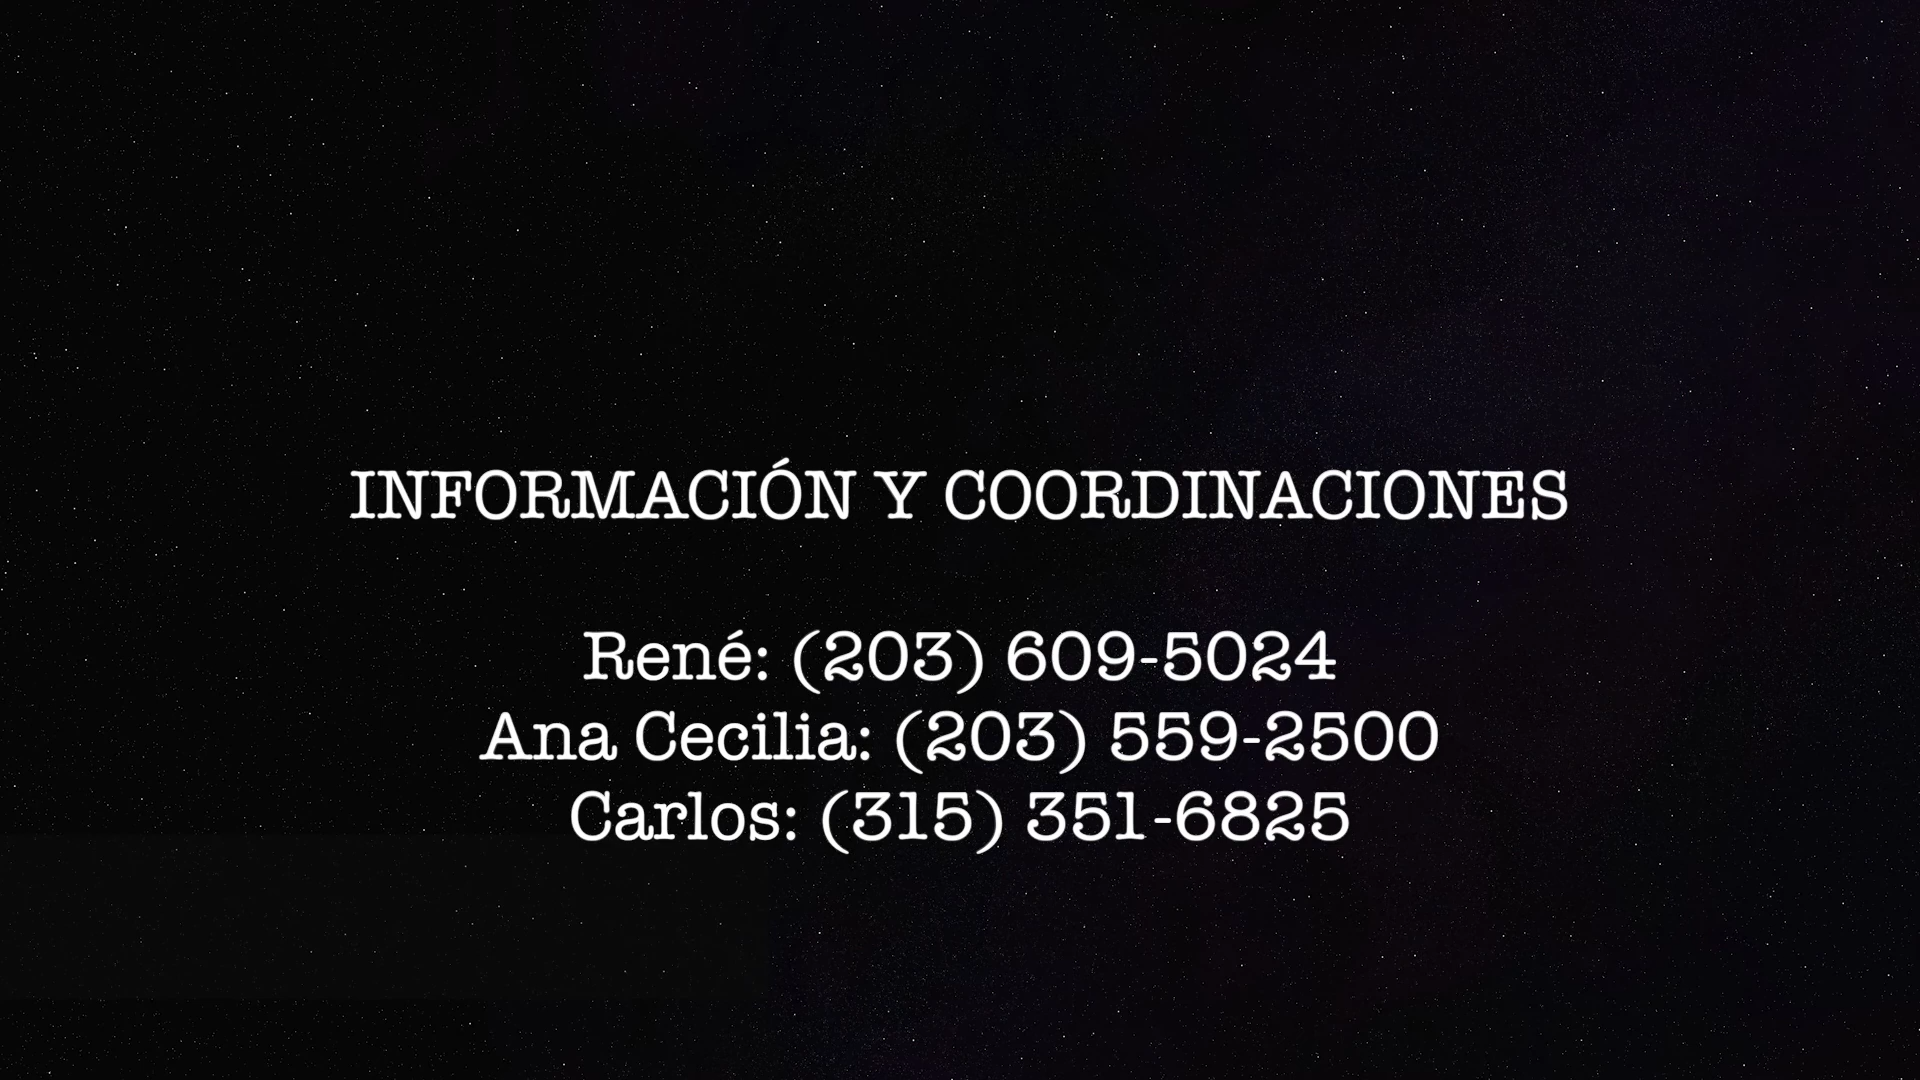 INFORMACIÓN Y COORDINACIONES
René: (203) 609-5024
Ana Cecilia: (203) 559-2500
Carlos: (315) 351-6825